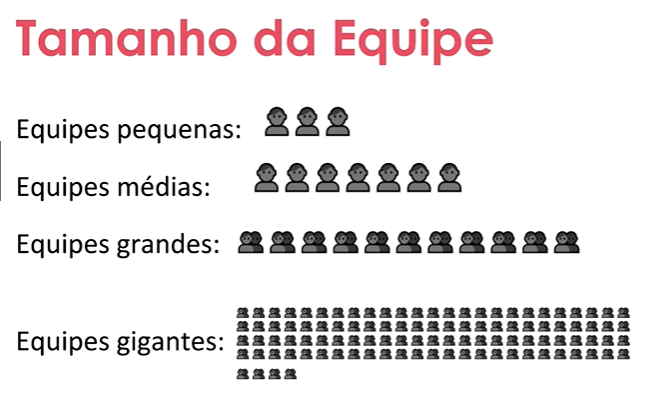 Tamanho da Equipe
Equipes pequenas:
Equipes médias:
Equipes grandes:
Equipes gigantes: